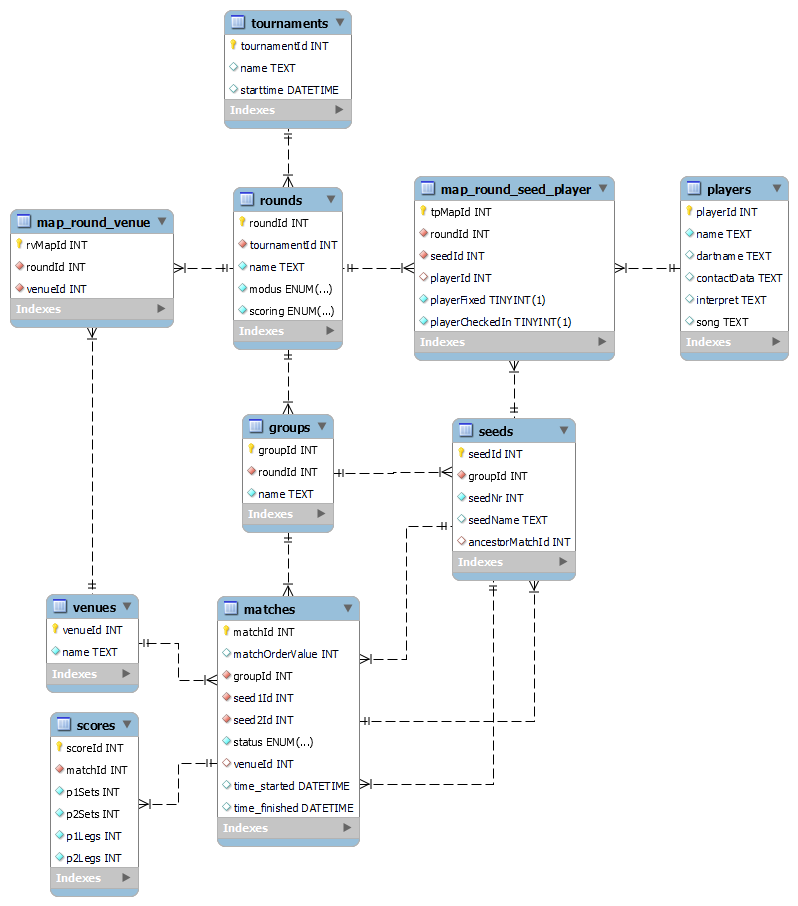 tournaments
tournamentId INT
name TEXT
starttime DATETIME
Indexes
map_round_venue
rvMapId INT
roundId INT
venueId INT
Indexes
rounds
roundId INT
tournamentId INT
name TEXT
modus ENUM(...)
scoring ENUM(...)
Indexes
map_round_seed_player
tpMapId INT
roundId INT
seedId INT
playerId INT
playerFixed TINYINT(1)
playerCheckedIn TINYINT(1)
Indexes
players
playerId INT
name TEXT
dartname TEXT
contactData TEXT
interpret TEXT
song TEXT
Indexes
groups
groupId INT
roundId INT
name TEXT
Indexes
seeds
seedId INT
groupId INT
seedNr INT
seedName TEXT
ancestorMatchId INT
Indexes
venues
venueId INT
name TEXT
Indexes
matches
matchId INT
matchOrderValue INT
groupId INT
seed1Id INT
seed2Id INT
status ENUM(...)
venueId INT
time_started DATETIME
time_finished DATETIME
Indexes
scores
scoreId INT
matchId INT
p1Sets INT
p2Sets INT
p1Legs INT
p2Legs INT
Indexes